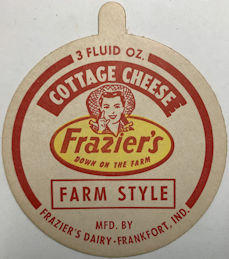 3 FLUID OZ.
COTTAGE CHEESE
Frazier's
DOWN ON THE FARM
FARM STYLE
MFD. BY
FRAZIER'S DAIRY · FRANKFORT, IND.